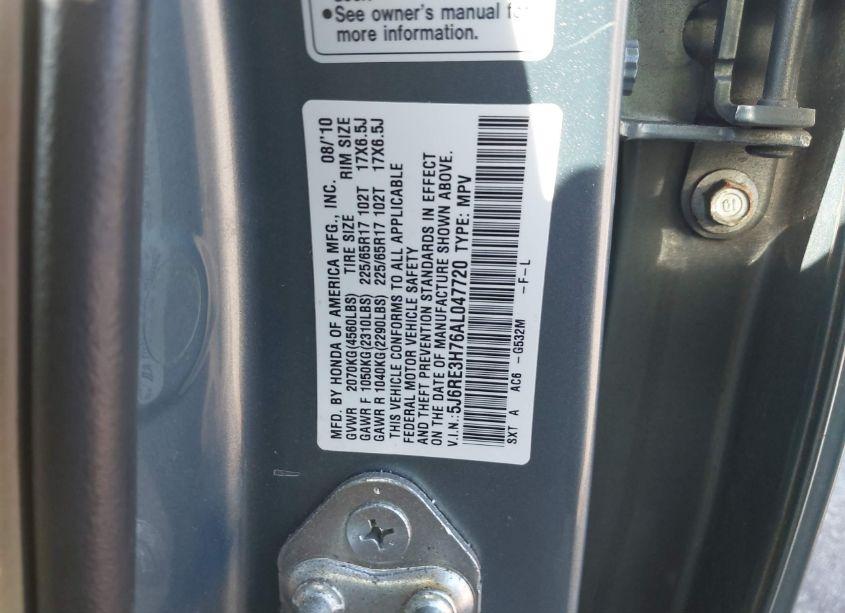 •See owner's manual for
more information.
MFD. BY HONDA OF AMERICA MFG., INC. 08/'10
GVWR 2070KG(4560LBS) TIRE SIZE RIM SIZE
GAWR F 1050KG(2310LBS) 225/65R17 102T 17X6.5J
GAWR R 1040KG(2290LBS) 225/65R17 102T 17X6.5J
THIS VEHICLE CONFORMS TO ALL APPLICABLE
FEDERAL MOTOR VEHICLE SAFETY
AND THEFT PREVENTION STANDARDS IN EFFECT
ON THE DATE OF MANUFACTURE SHOWN ABOVE.
V.I.N.:5J6RE3H76AL047720 TYPE: MPV
SXT A AC6 -G532M -F-L